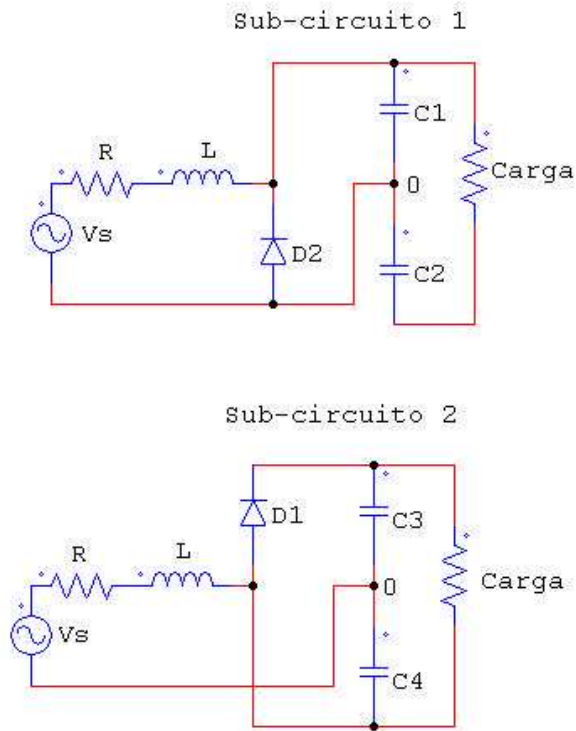 Sub-circuito 1
C1
R
L
Carga
0
Vs
D2
C2
Sub-circuito 2
D1
C3
R
L
0
Carga
Vs
C4